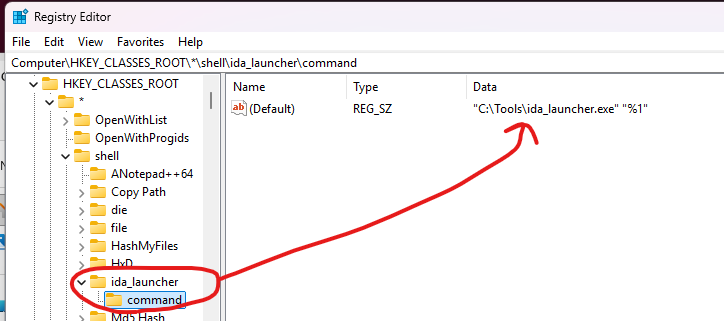 Registry Editor
File Edit View Favorites Help
Computer\HKEY_CLASSES_ROOT\*\shell\ida_launcher\command
HKEY_CLASSES_ROOT
*
OpenWithList
OpenWithProgids
shell
ANotepad++64
Copy Path
die
file
HashMyFiles
HxD
ida_launcher
command
Md5 Hash
Name Type Data
(Default) REG_SZ "C:\Tools\ida_launcher.exe" "%1"